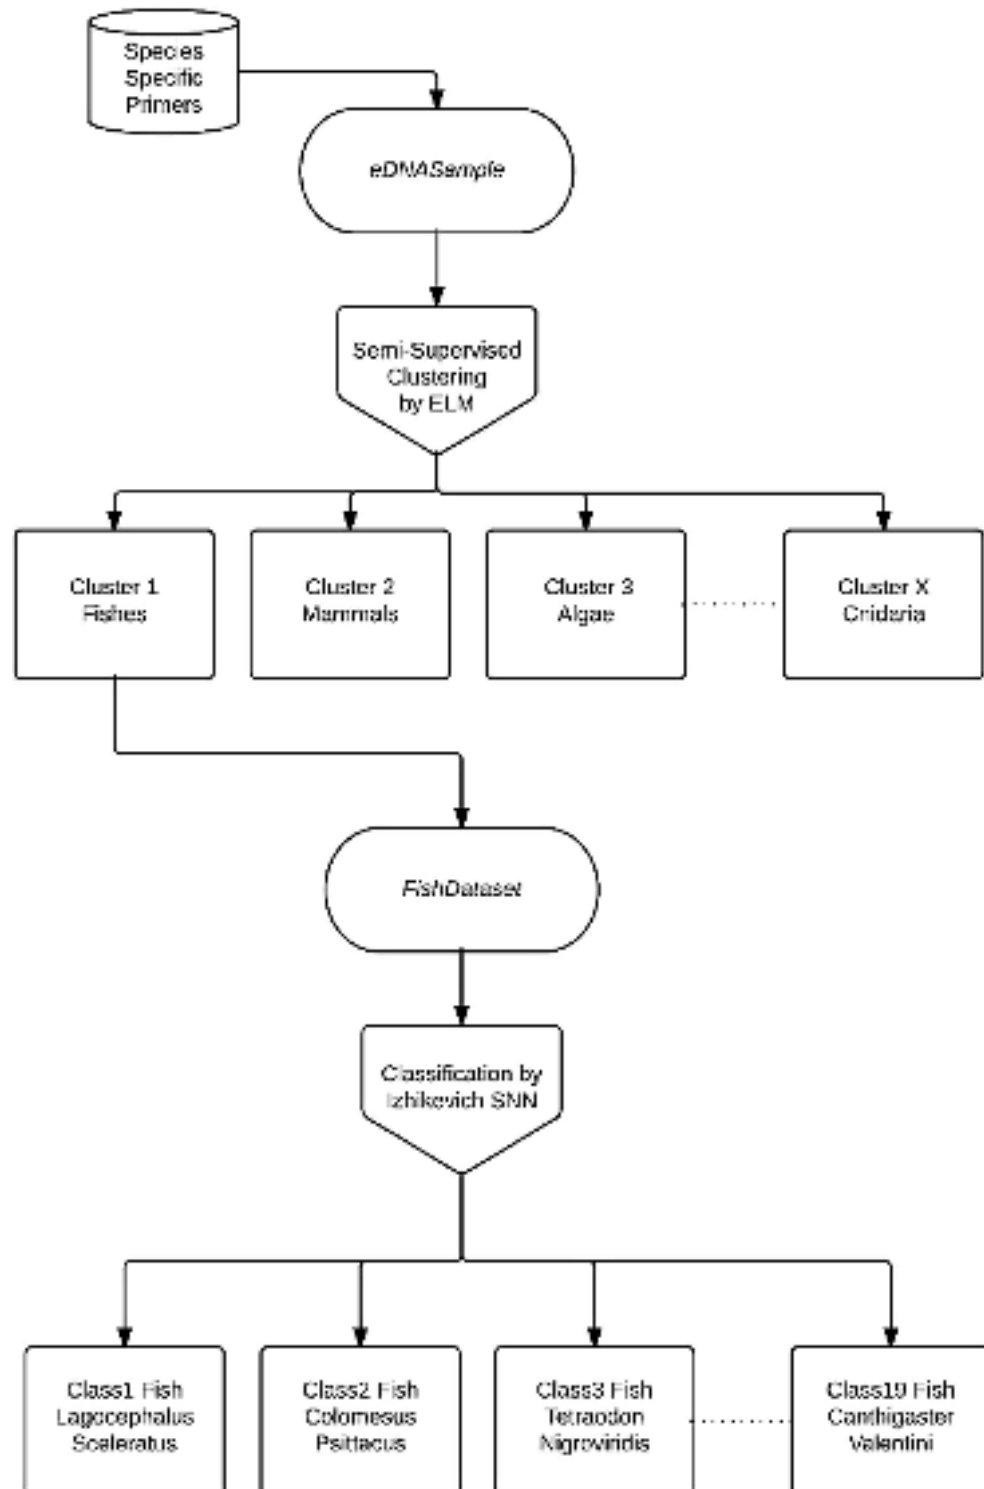 Species
Specific
Primers
eDNASample
Semi-Supervised
Clustering
by ELM
Cluster 1
Fishes
Cluster 2
Mammals
Cluster 3
Algae
Cluster X
Cnidaria
FishDataset
Classification by
Izhikevich SNN
Class1 Fish
Lagocephalus
Sceleratus
Class2 Fish
Colomesus
Psittacus
Class3 Fish
Tetraodon
Nigroviridis
Class19 Fish
Canthigaster
Valentini